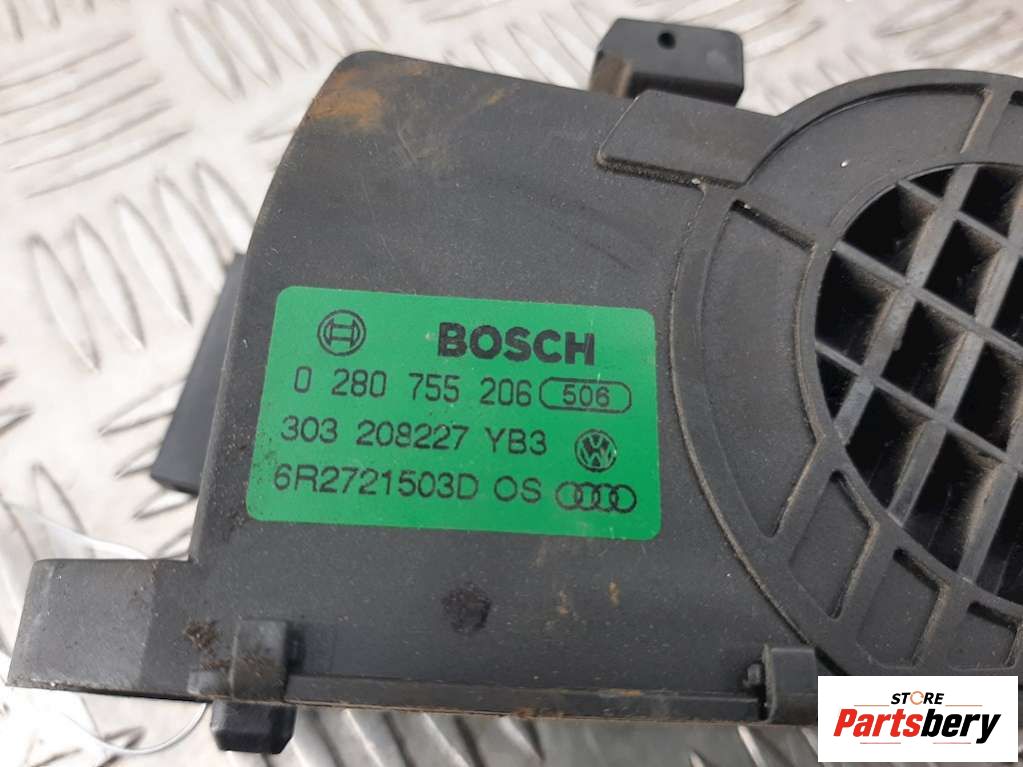 BOSCH
0 280 755 206 506
303 208227 YB3
6R2721503D OS
STORE
Partsbery